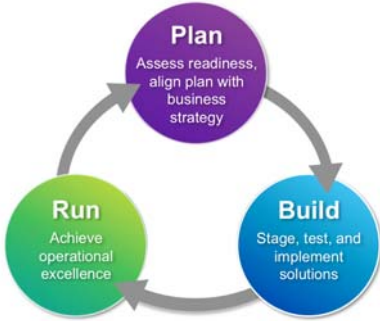 Plan
Assess readiness,
align plan with
business
strategy
Run
Achieve
operational
excellence
Build
Stage, test, and
implement
solutions